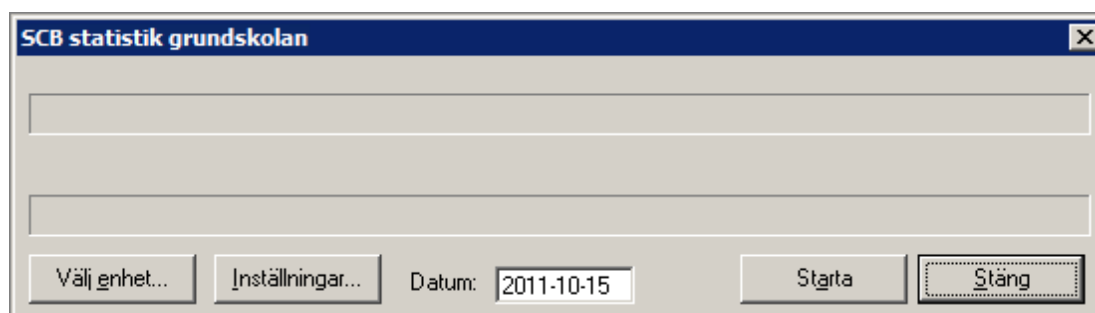 SCB statistik grundskolan
Välj enhet... Inställningar... Datum: 2011-10-15 Starta Stäng